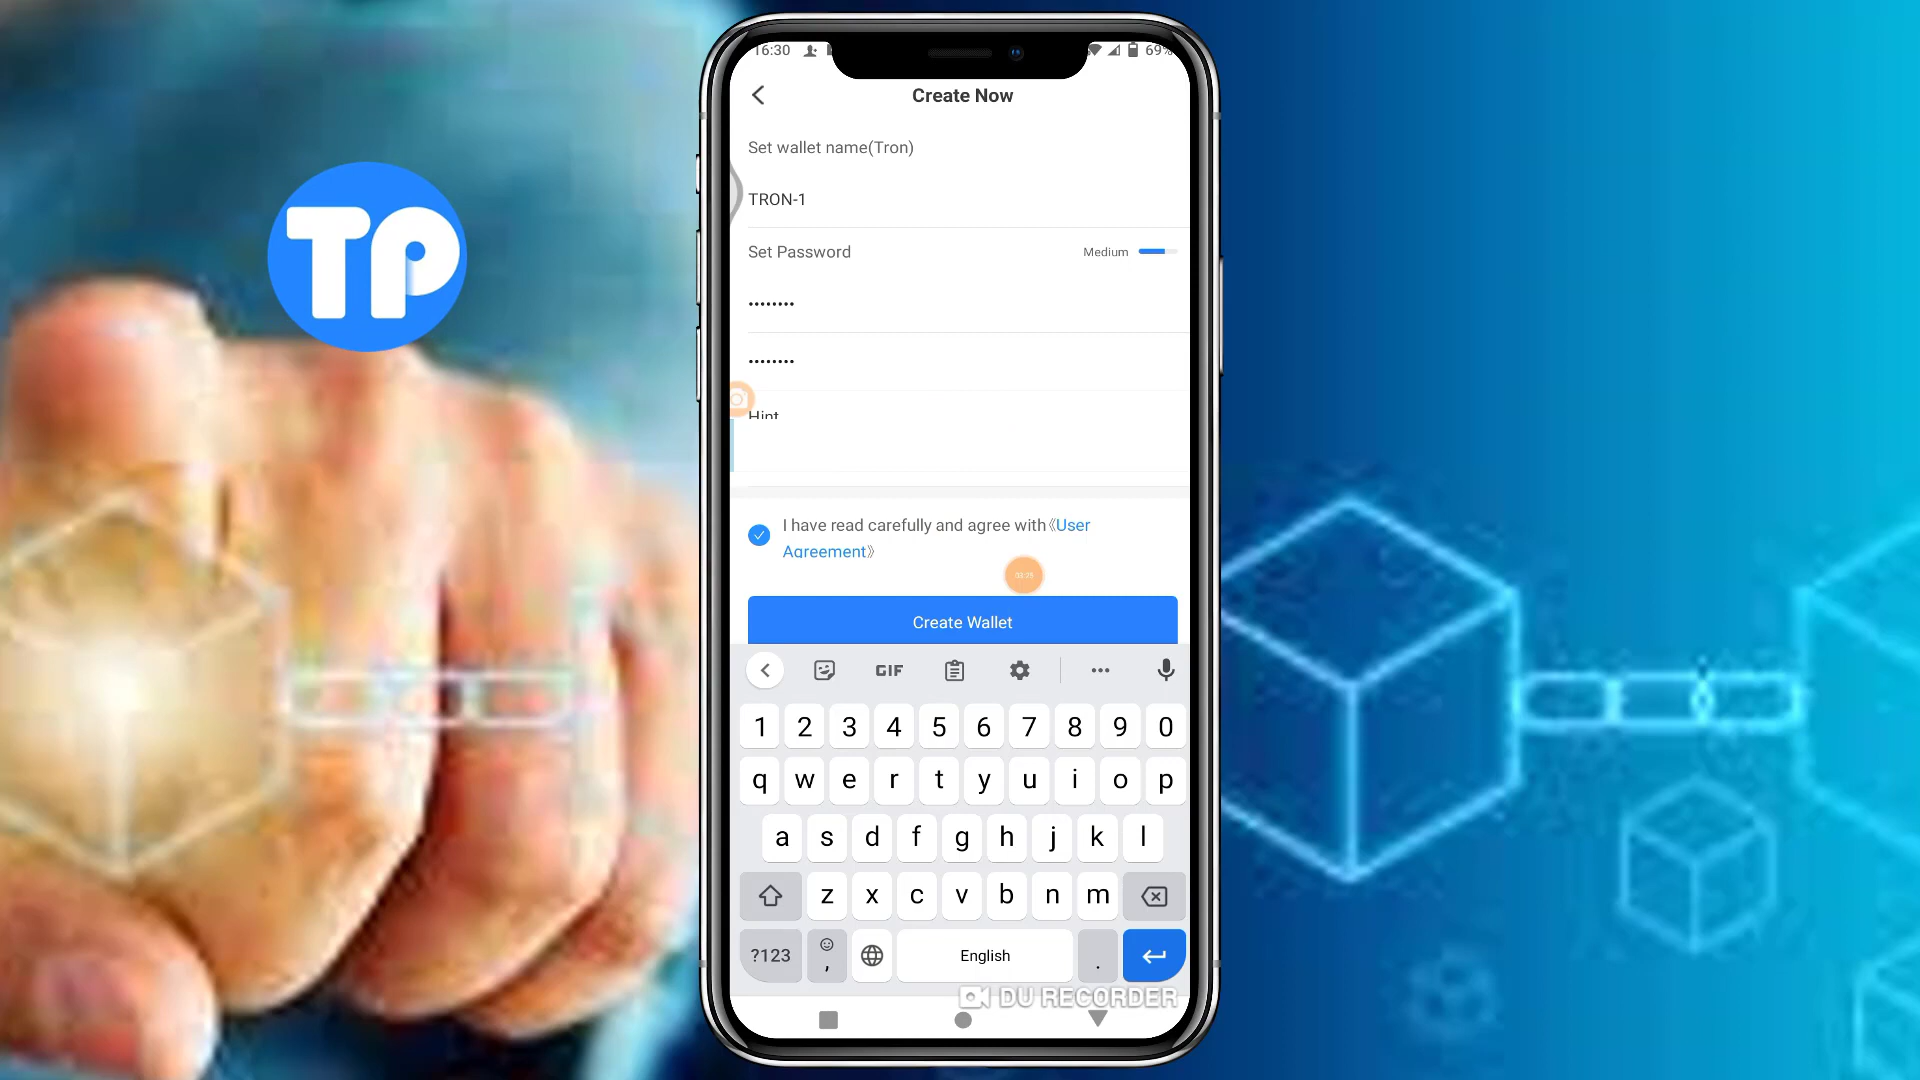 TP
16:30
69%
Create Now
Set wallet name(Tron)
TRON-1
Set Password
Medium
••••••••
••••••••
Hint
I have read carefully and agree with《User
Agreement》
Create Wallet
GIF
1 2 3 4 5 6 7 8 9 0
q w e r t y u i o p
a s d f g h j k l
z x c v b n m
?123 , English .
DU RECORDER